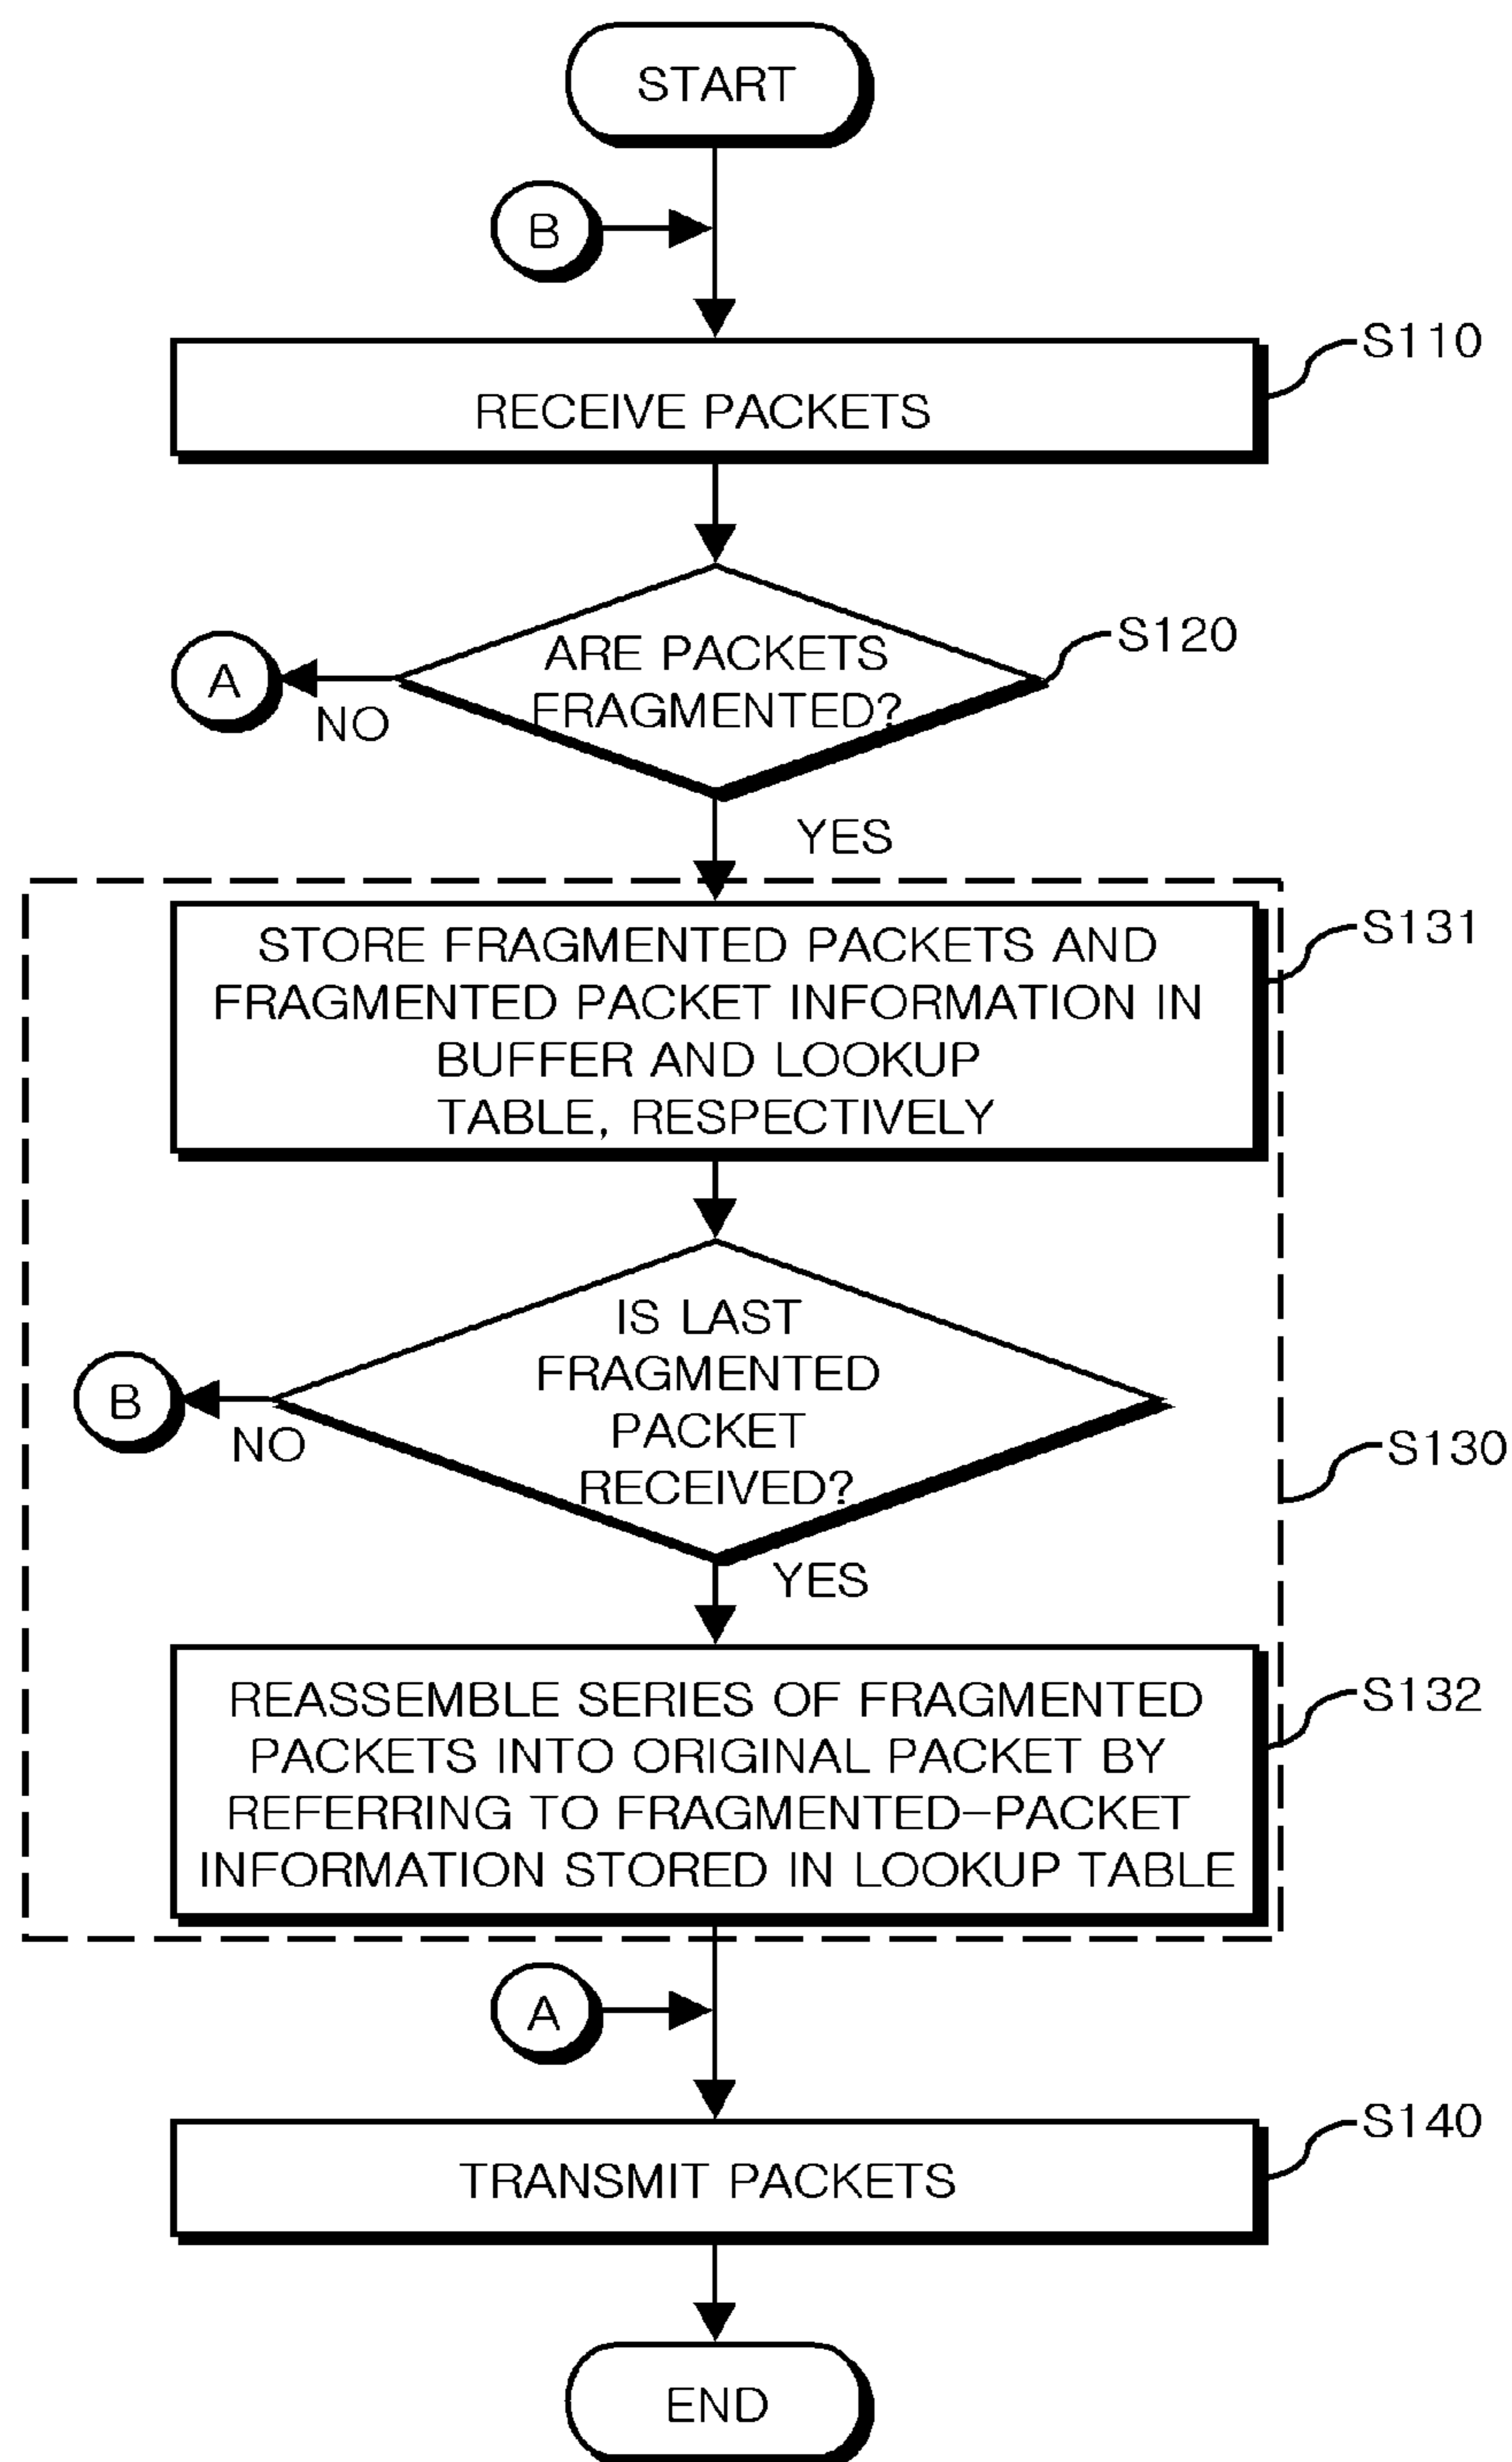 START
B
S110
RECEIVE PACKETS
S120
ARE PACKETS
FRAGMENTED?
A
NO
YES
S131
STORE FRAGMENTED PACKETS AND
FRAGMENTED PACKET INFORMATION IN
BUFFER AND LOOKUP
TABLE, RESPECTIVELY
IS LAST
FRAGMENTED
PACKET
RECEIVED?
B
NO
S130
YES
S132
REASSEMBLE SERIES OF FRAGMENTED
PACKETS INTO ORIGINAL PACKET BY
REFERRING TO FRAGMENTED-PACKET
INFORMATION STORED IN LOOKUP TABLE
A
S140
TRANSMIT PACKETS
END